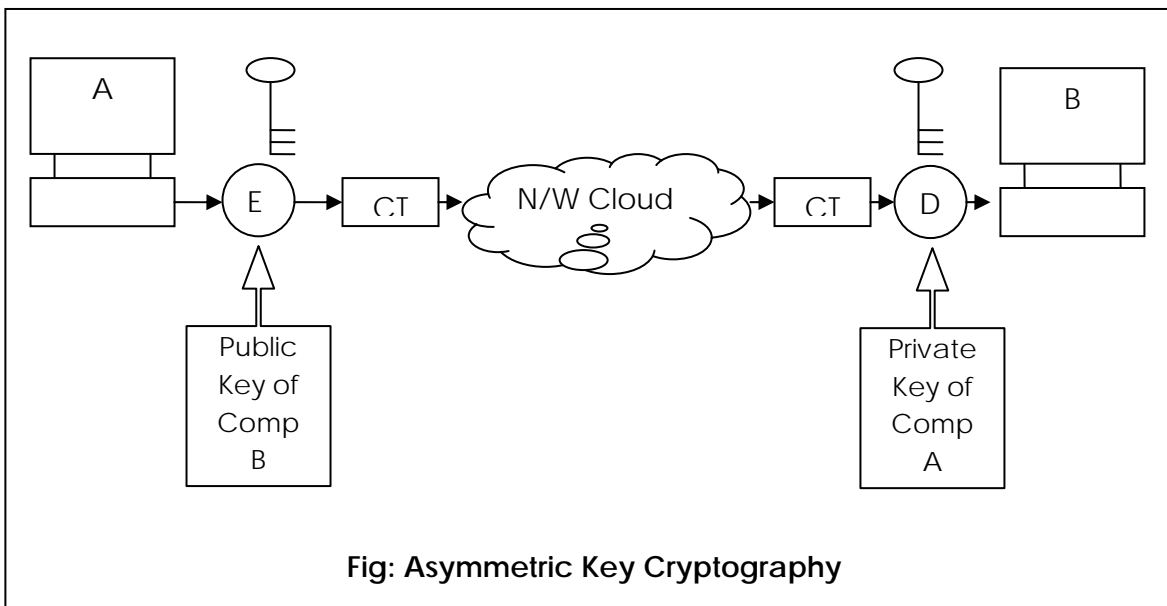 A
B
E
CT
N/W Cloud
CT
D
Public
Key of
Comp
B
Private
Key of
Comp
A
Fig: Asymmetric Key Cryptography